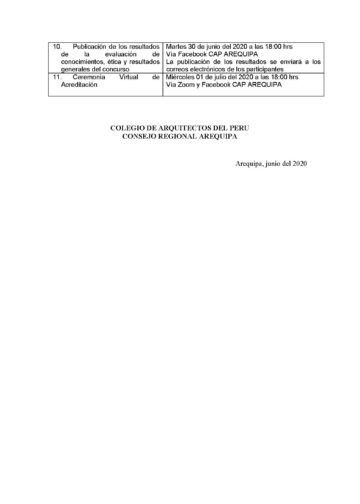 10. Publicación de los resultados
de la evaluación de
conocimientos, ética y resultados
generales del concurso
Martes 30 de junio del 2020 a las 18:00 hrs
Vía Facebook CAP AREQUIPA
La publicación de los resultados se enviará a los
correos electrónicos de los participantes
11. Ceremonia Virtual de
Acreditación
Miércoles 01 de julio del 2020 a las 18:00 hrs
Vía Zoom y Facebook CAP AREQUIPA
COLEGIO DE ARQUITECTOS DEL PERU
CONSEJO REGIONAL AREQUIPA
Arequipa, junio del 2020